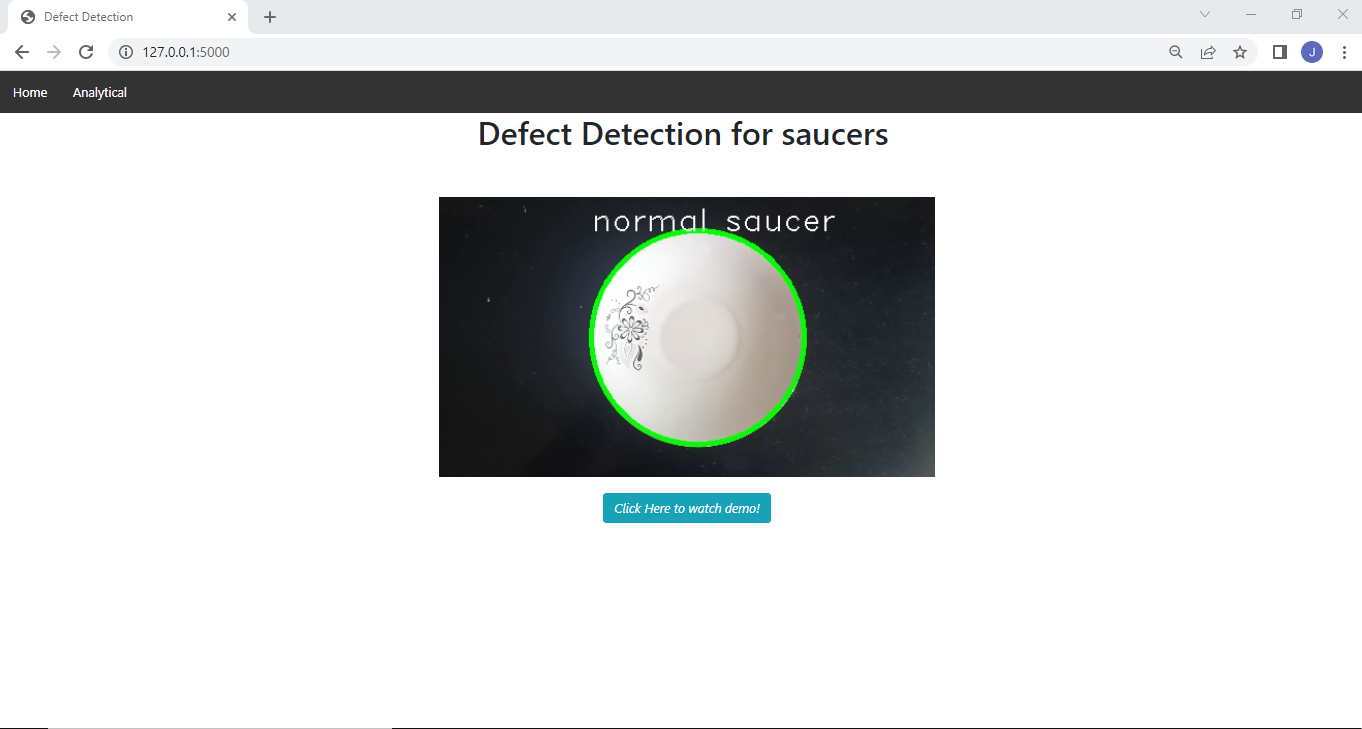 Defect Detection
127.0.0.1:5000
J
Home Analytical
Defect Detection for saucers
normal saucer
Click Here to watch demo!